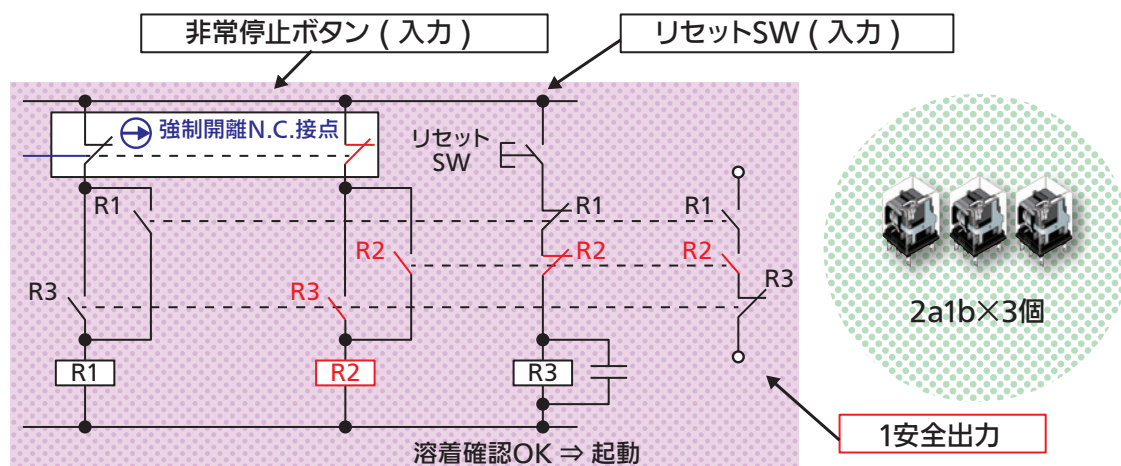 非常停止ボタン ( 入力 )
リセットSW ( 入力 )
強制開離N.C.接点
リセット
SW
R1
R1
R1
R2
R2
R2
R3
R3
R3
2a1b×3個
R1
R2
R3
1安全出力
溶着確認OK ⇒ 起動